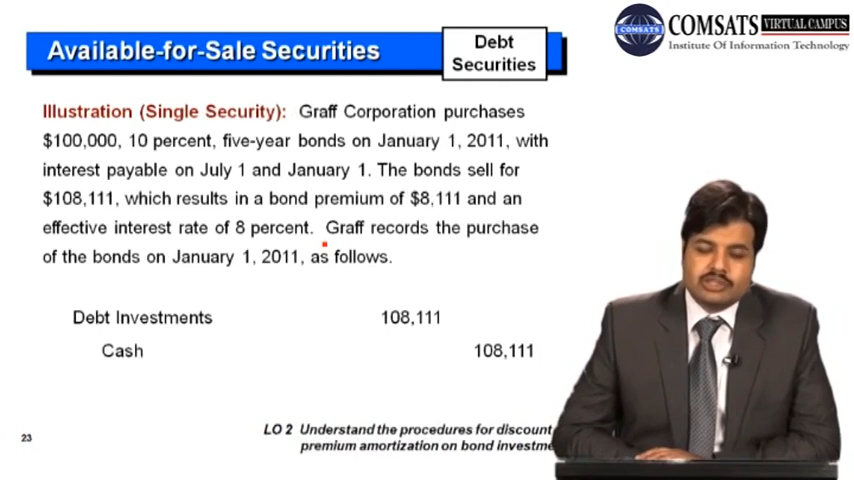 Available-for-Sale Securities
Debt
Securities
COMSATS VIRTUAL CAMPUS
Institute Of Information Technology
Illustration (Single Security): Graff Corporation purchases
$100,000, 10 percent, five-year bonds on January 1, 2011, with
interest payable on July 1 and January 1. The bonds sell for
$108,111, which results in a bond premium of $8,111 and an
effective interest rate of 8 percent. Graff records the purchase
of the bonds on January 1, 2011, as follows.
Debt Investments 108,111
Cash 108,111
23
LO 2 Understand the procedures for discount
premium amortization on bond